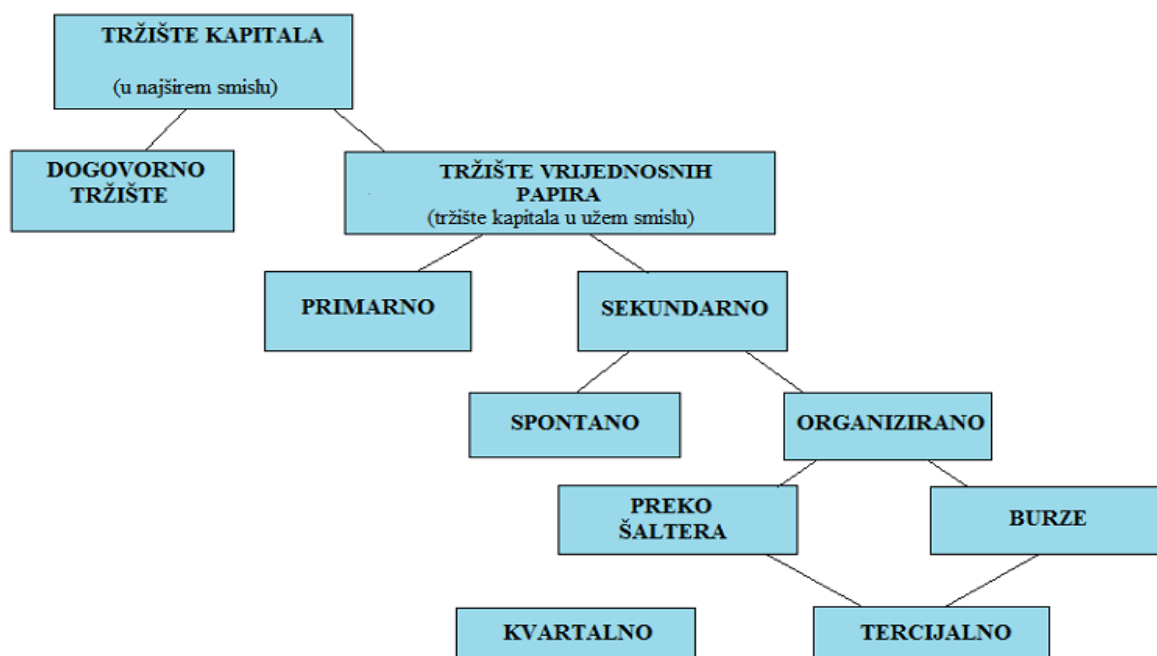 TRŽIŠTE KAPITALA
(u najširem smislu)
DOGOVORNO
TRŽIŠTE
TRŽIŠTE VRIJEDNOSNIH
PAPIRA
(tržište kapitala u užem smislu)
PRIMARNO
SEKUNDARNO
SPONTANO
ORGANIZIRANO
PREKO
ŠALTERA
BURZE
KVARTALNO
TERCIJALNO